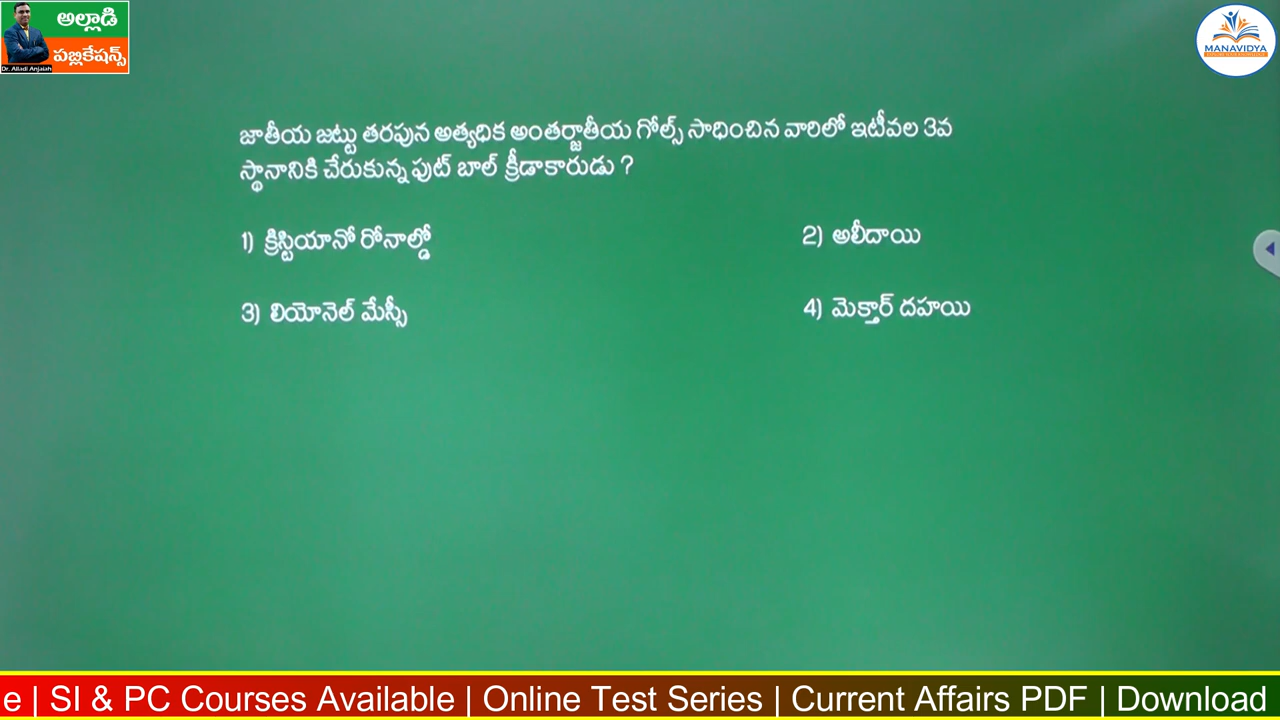 అల్లాడి
పబ్లికేషన్స్
Dr. Alladi Anjaiah
MANAVIDYA
జాతీయ జట్టు తరపున అత్యధిక అంతర్జాతీయ గోల్స్ సాధించిన వారిలో ఇటీవల 3వ
స్థానానికి చేరుకున్న ఫుట్ బాల్ క్రీడాకారుడు ?
1) క్రిస్టియానో రోనాల్డో
2) అలీదాయి
3) లియోనెల్ మేస్సీ
4) మెక్తార్ దహయి
e | SI & PC Courses Available | Online Test Series | Current Affairs PDF | Download